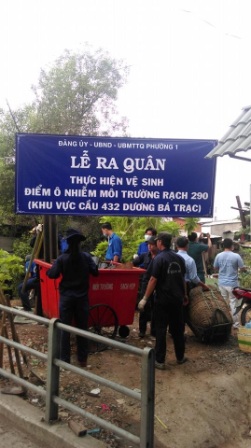 ĐẢNG ỦY - UBND - UBMTTQ PHƯỜNG 1
LỄ RA QUÂN
THỰC HIỆN VỆ SINH
ĐIỂM Ô NHIỄM MÔI TRƯỜNG RẠCH 290
(KHU VỰC CẦU 432 DƯƠNG BÁ TRẠC)